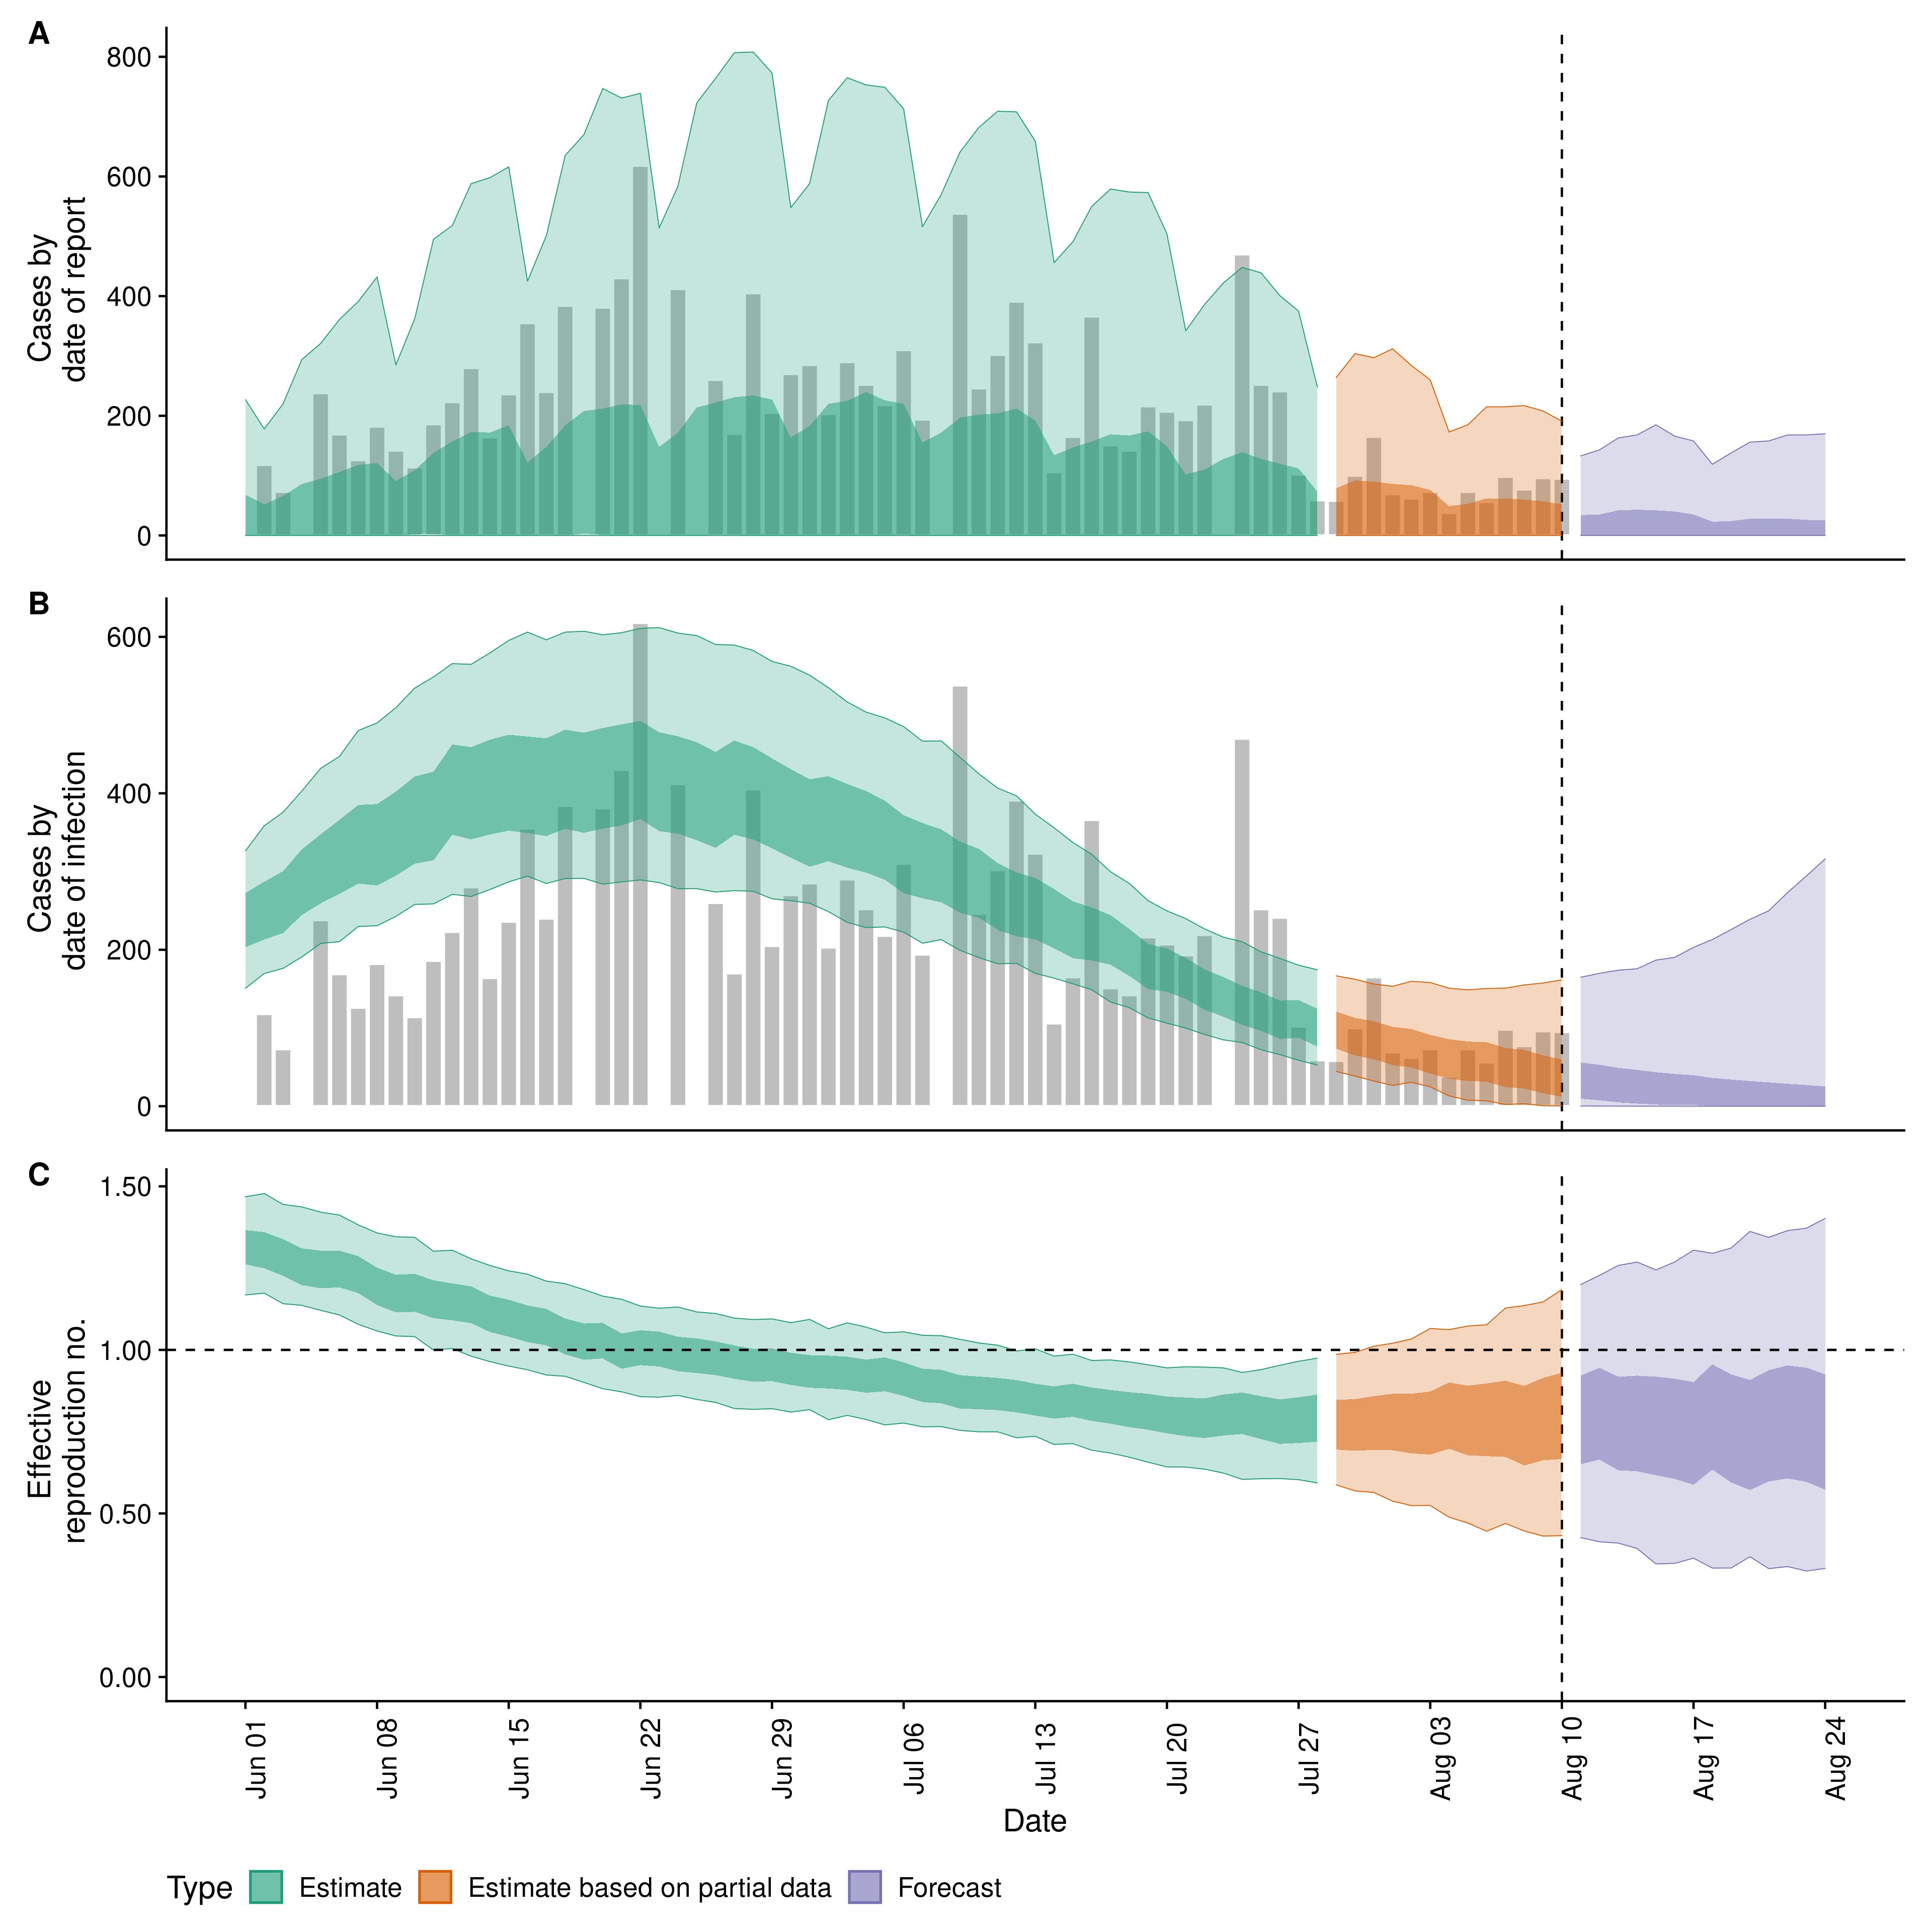 A
800
600
400
200
0
Cases by
date of report
B
600
400
200
0
Cases by
date of infection
C
1.50
1.00
0.50
0.00
Effective
reproduction no.
Jun 01
Jun 08
Jun 15
Jun 22
Jun 29
Jul 06
Jul 13
Jul 20
Jul 27
Aug 03
Aug 10
Aug 17
Aug 24
Date
Type Estimate Estimate based on partial data Forecast